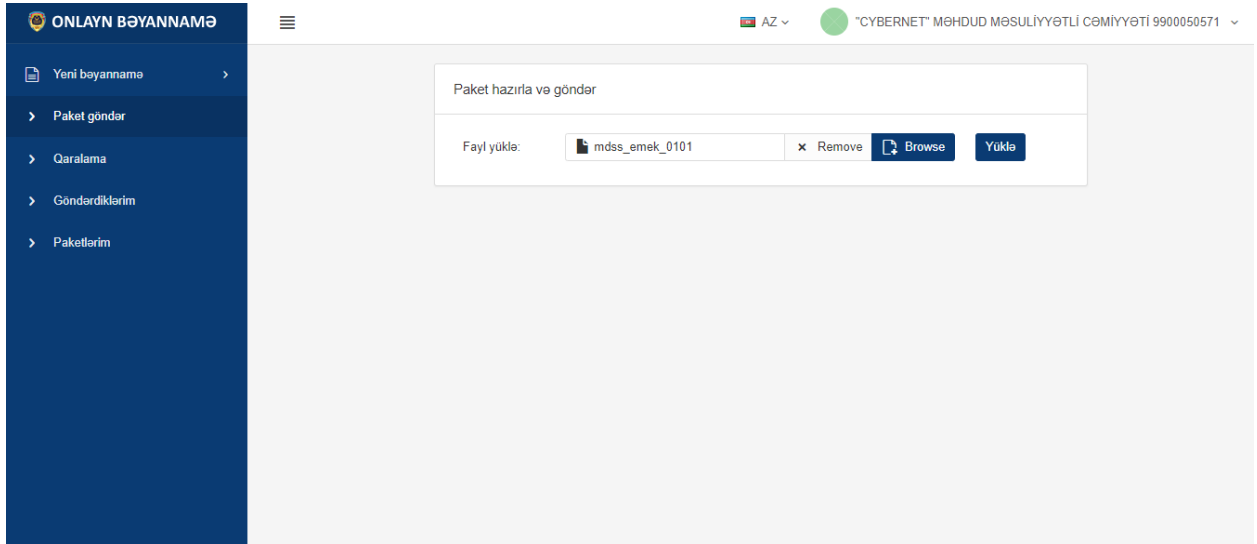 ONLAYN BƏYANNAMƏ
AZ
"CYBERNET" MƏHDUD MƏSULİYYƏTLİ CƏMİYYƏTİ 9900050571
Yeni bəyannamə
Paket göndər
Qaralama
Göndərdiklərim
Paketlərim
Paket hazırla və göndər
Fayl yüklə:
mdss_emek_0101
Remove
Browse
Yüklə